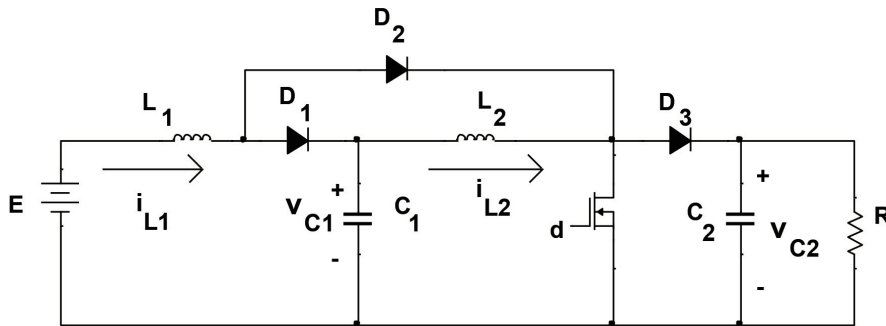 D2
L1
D1
L2
D3
E
iL1
+
vC1
-
C1
iL2
d
C2
+
vC2
-
R